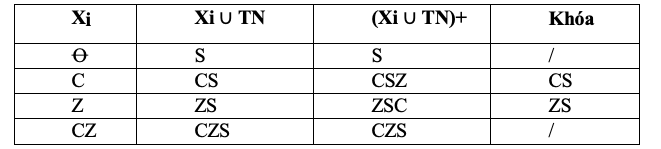 Xi Xi ∪ TN (Xi ∪ TN)+ Khóa
O S S /
C CS CSZ CS
Z ZS ZSC ZS
CZ CZS CZS /